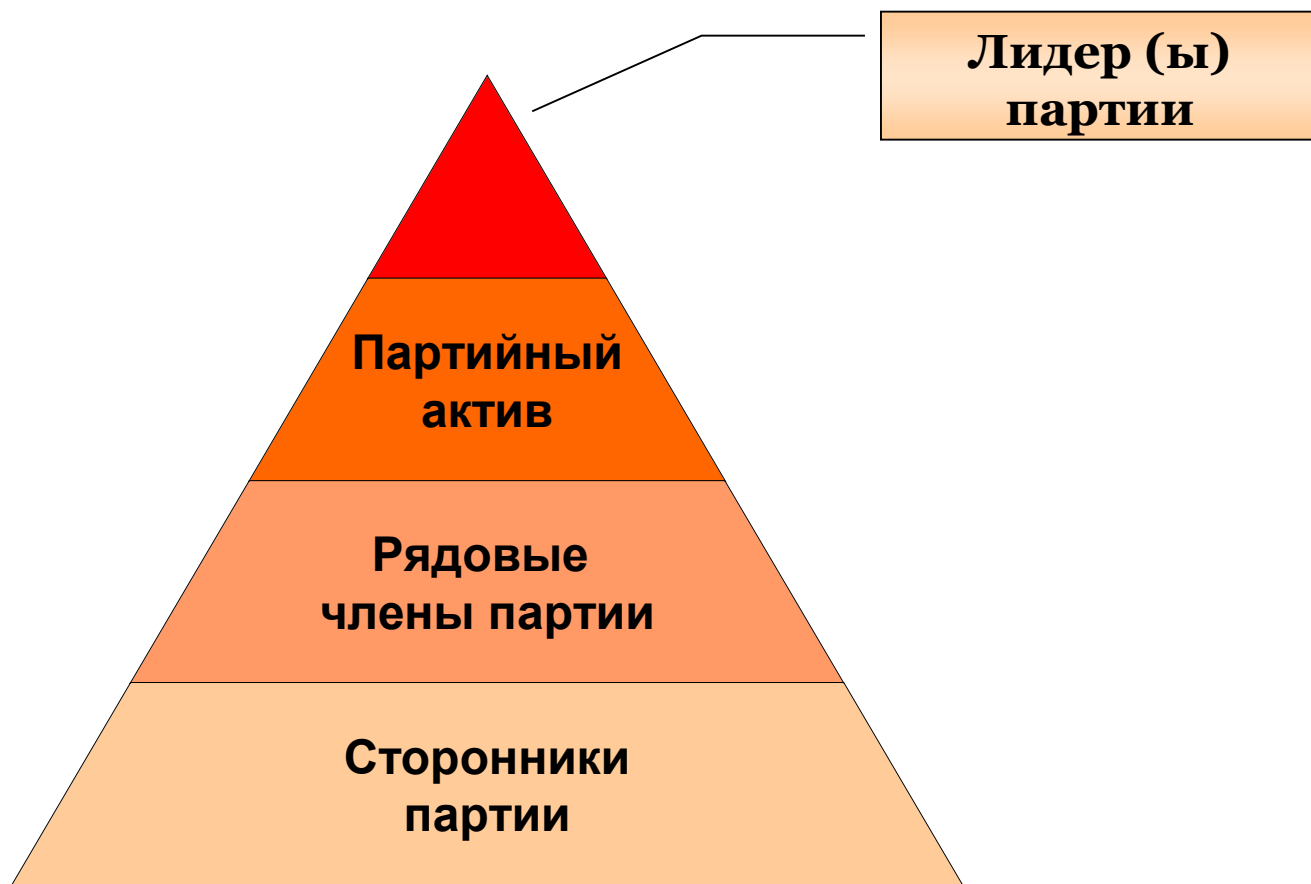 Лидер (ы)
партии
Партийный
актив
Рядовые
члены партии
Сторонники
партии